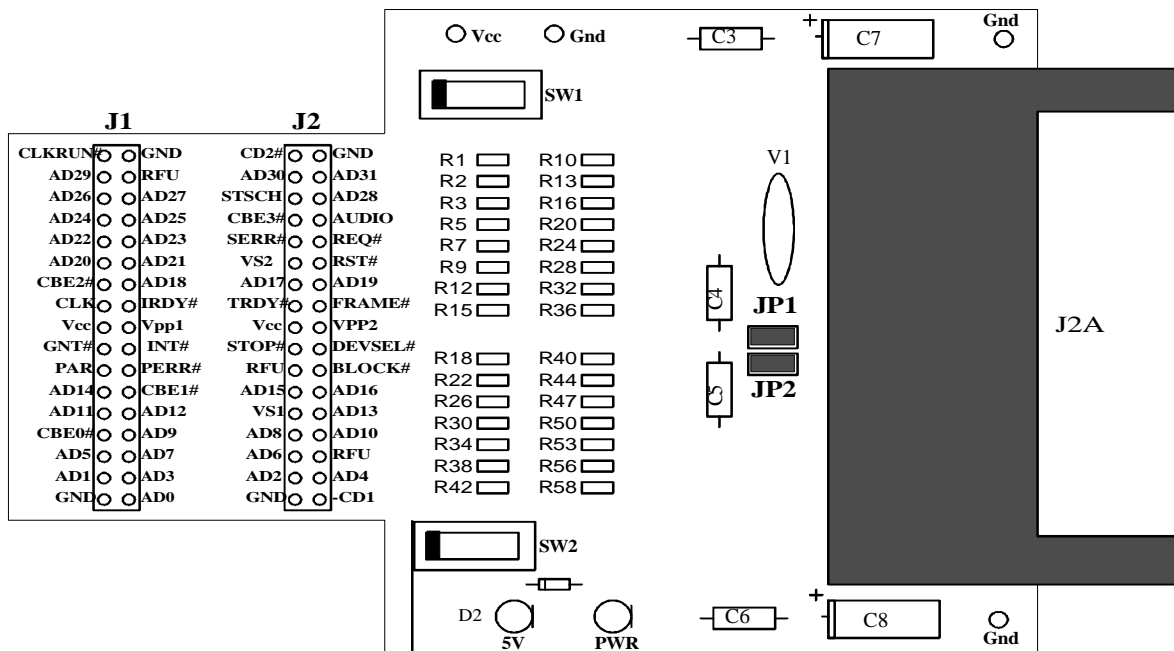 Vcc Gnd C3 + C7 Gnd
SW1
J1 J2
CLKRUN# GND CD2# GND R1 R10 V1
AD29 RFU AD30 AD31 R2 R13
AD26 AD27 STSCH AD28 R3 R16
AD24 AD25 CBE3# AUDIO R5 R20
AD22 AD23 SERR# REQ# R7 R24
AD20 AD21 VS2 RST# R9 R28
CBE2# AD18 AD17 AD19 R12 R32 C4
CLK IRDY# TRDY# FRAME# R15 R36 JP1
Vcc Vpp1 Vcc VPP2 J2A
GNT# INT# STOP# DEVSEL# R18 R40
PAR PERR# RFU BLOCK# R22 R44 C5 JP2
AD14 CBE1# AD15 AD16 R26 R47
AD11 AD12 VS1 AD13 R30 R50
CBE0# AD9 AD8 AD10 R34 R53
AD5 AD7 AD6 RFU R38 R56
AD1 AD3 AD2 AD4 R42 R58
GND AD0 GND -CD1
SW2
D2 C6 + C8
5V PWR Gnd